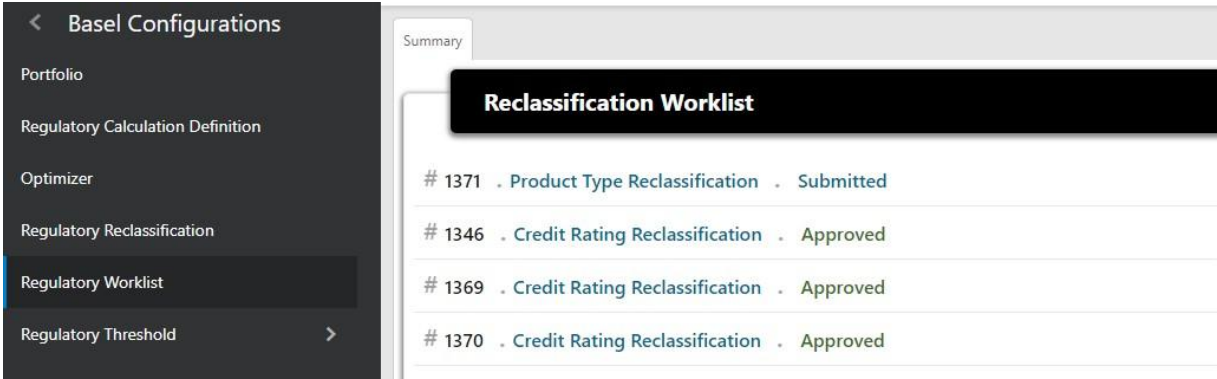 Basel Configurations
Portfolio
Regulatory Calculation Definition
Optimizer
Regulatory Reclassification
Regulatory Worklist
Regulatory Threshold
Summary
Reclassification Worklist
# 1371 . Product Type Reclassification . Submitted
# 1346 . Credit Rating Reclassification . Approved
# 1369 . Credit Rating Reclassification . Approved
# 1370 . Credit Rating Reclassification . Approved